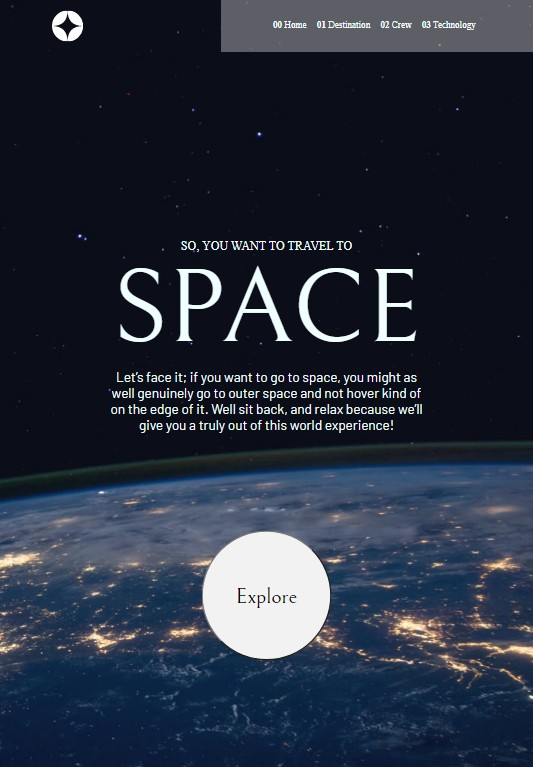 00 Home 01 Destination 02 Crew 03 Technology
SO, YOU WANT TO TRAVEL TO
SPACE
Let’s face it; if you want to go to space, you might as
well genuinely go to outer space and not hover kind of
on the edge of it. Well sit back, and relax because we’ll
give you a truly out of this world experience!
Explore